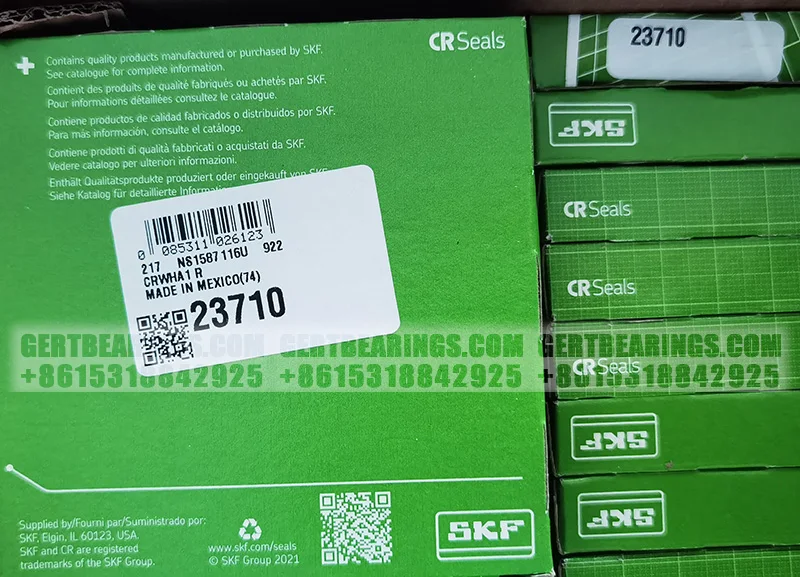 CR Seals
Contains quality products manufactured or purchased by SKF.
See catalogue for complete information.
Contient des produits de qualité fabriqués ou achetés par SKF.
Pour informations détaillées consultez le catalogue.
Contiene productos de calidad fabricados o distribuidos por SKF.
Para más información, consulte el catálogo.
Contiene prodotti di qualità fabbricati o acquistati da SKF.
Vedere catalogo per ulteriori informazioni.
Enthält Qualitätsprodukte produziert oder eingekauft von SKF.
Siehe Katalog für detaillierte
0 085311 026123
217 NS1587116U 922
CRWHA1 R
MADE IN MEXICO(74)
23710
Supplied by/Fourni par/Suministrado por:
SKF, Elgin, IL 60123, USA.
SKF and CR are registered
trademarks of the SKF Group.
www.skf.com/seals
© SKF Group 2021
SKF
23710
SKF
CR Seals
CR Seals
CR Seals
SKF
SKF
GERTBEARINGS.COM GERTBEARINGS.COM GERTBEARINGS.COM
+8615318842925 +8615318842925 +8615318842925